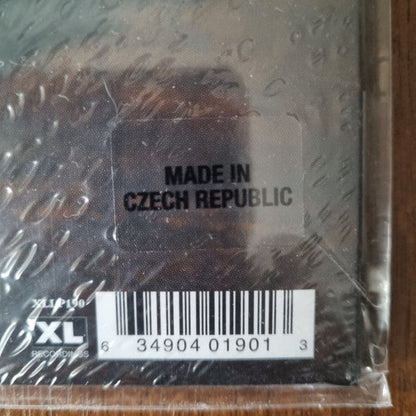 MADE IN
CZECH REPUBLIC
XLLP190
XL
RECORDINGS
6 34904 01901 3